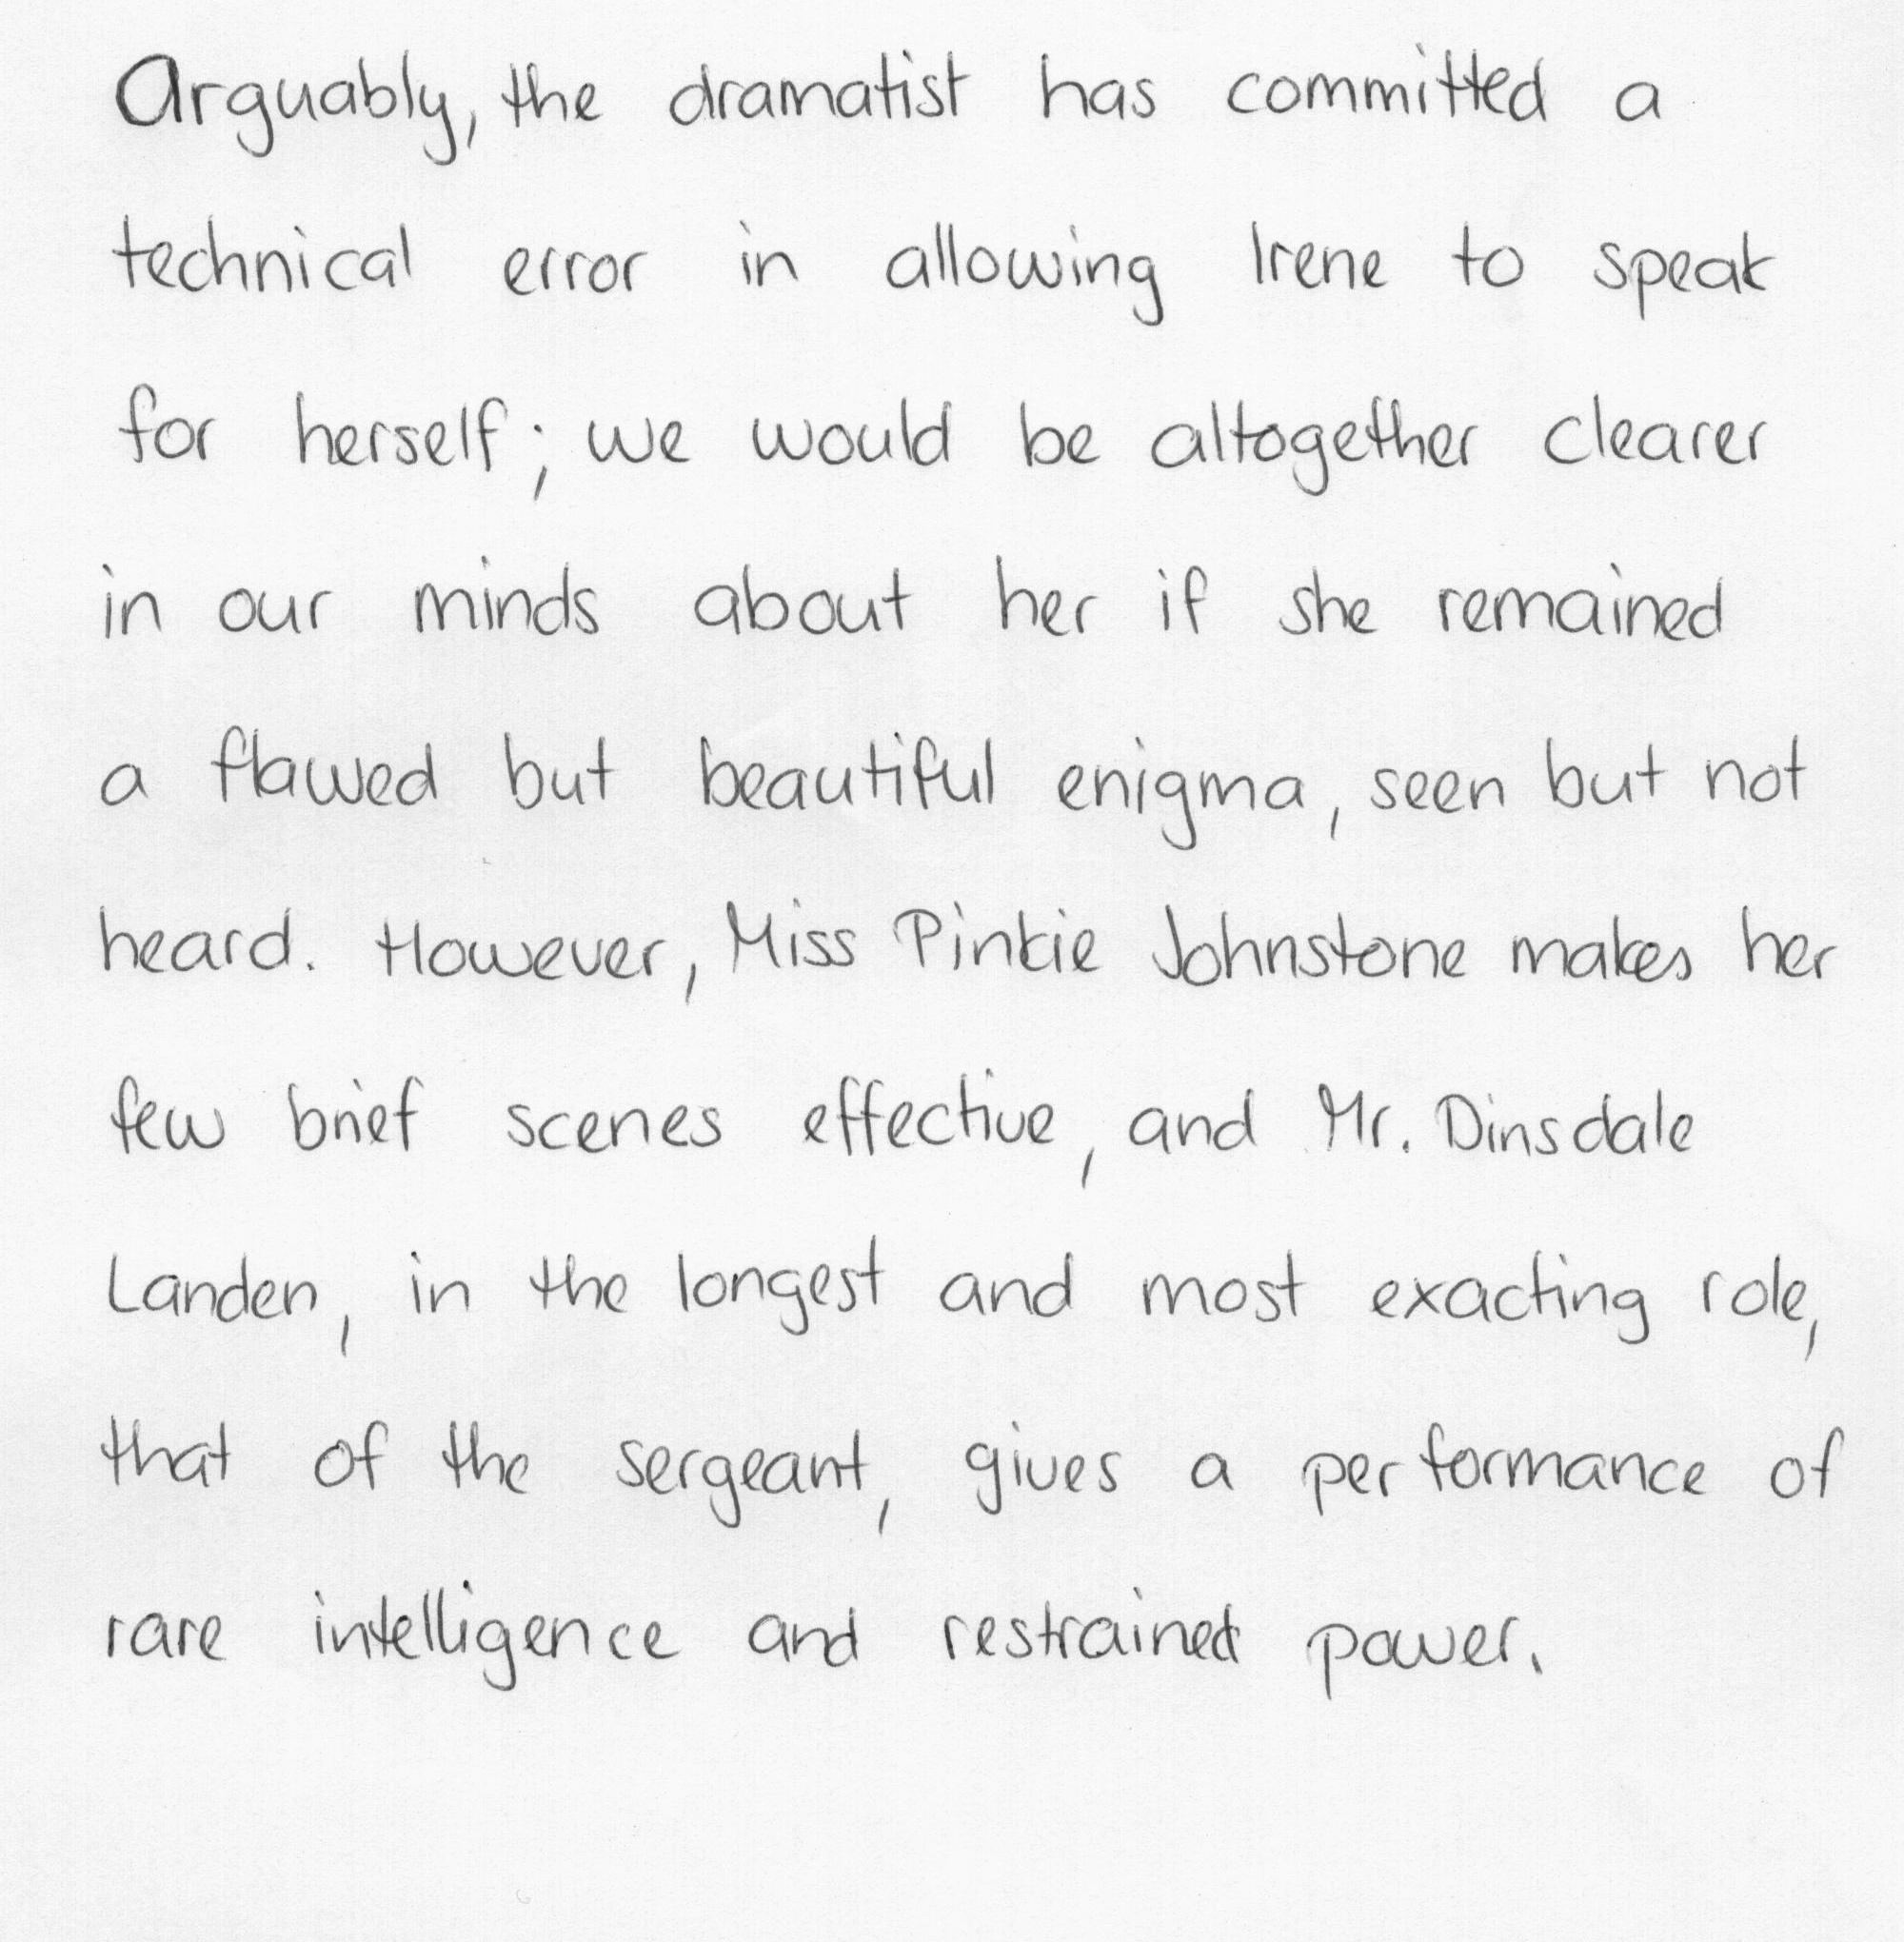 Arguably, the dramatist has committed a
technical error in allowing Irene to speak
for herself; we would be altogether clearer
in our minds about her if she remained
a flawed but beautiful enigma, seen but not
heard. However, Miss Pinkie Johnstone makes her
few brief scenes effective, and Mr. Dinsdale
Landen, in the longest and most exacting role,
that of the sergeant, gives a performance of
rare intelligence and restrained power.